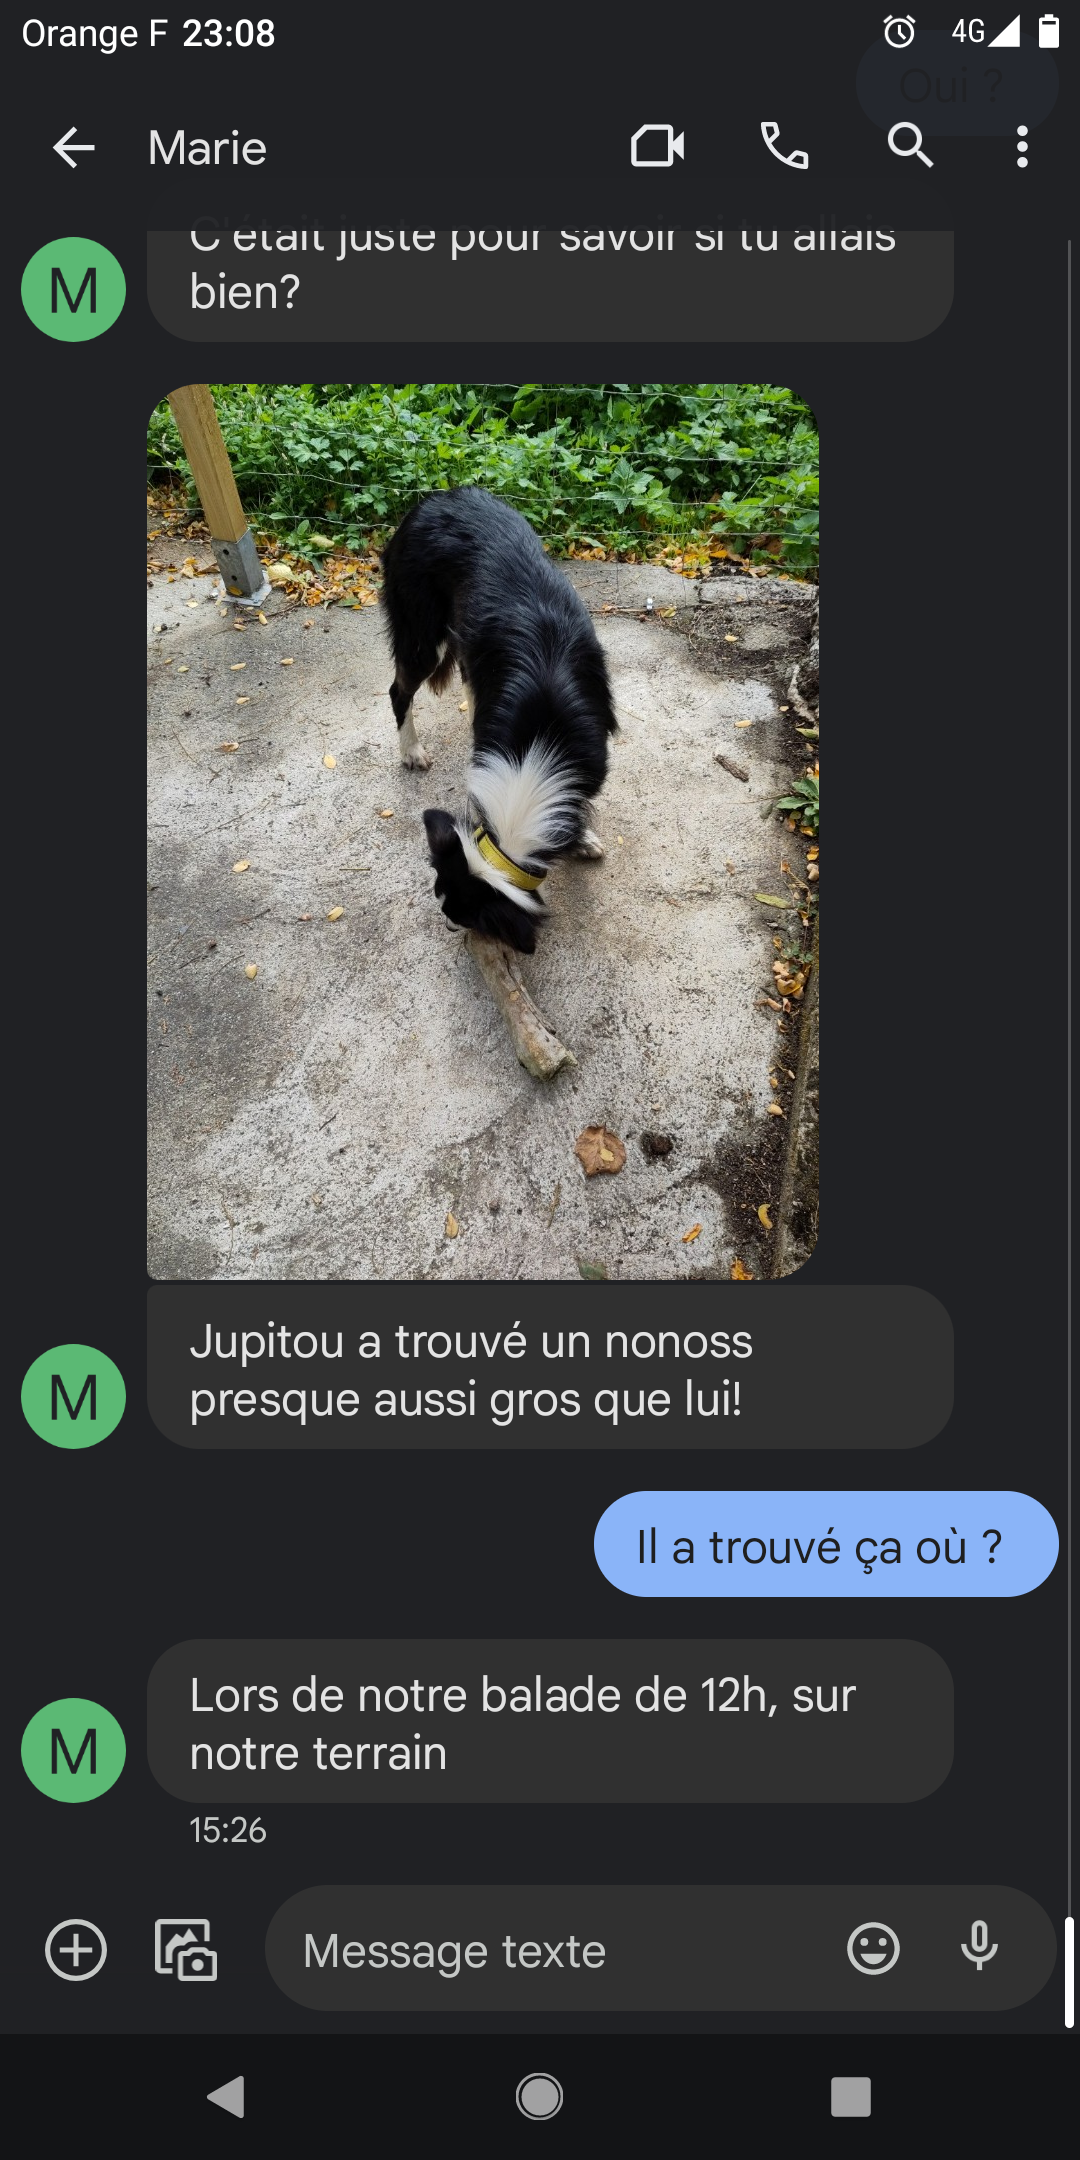 Orange F 23:08
4G
Oui ?
Marie
C'était juste pour savoir si tu allais
bien?
M
Jupitou a trouvé un nonoss
presque aussi gros que lui!
M
Il a trouvé ça où ?
Lors de notre balade de 12h, sur
notre terrain
M
15:26
Message texte